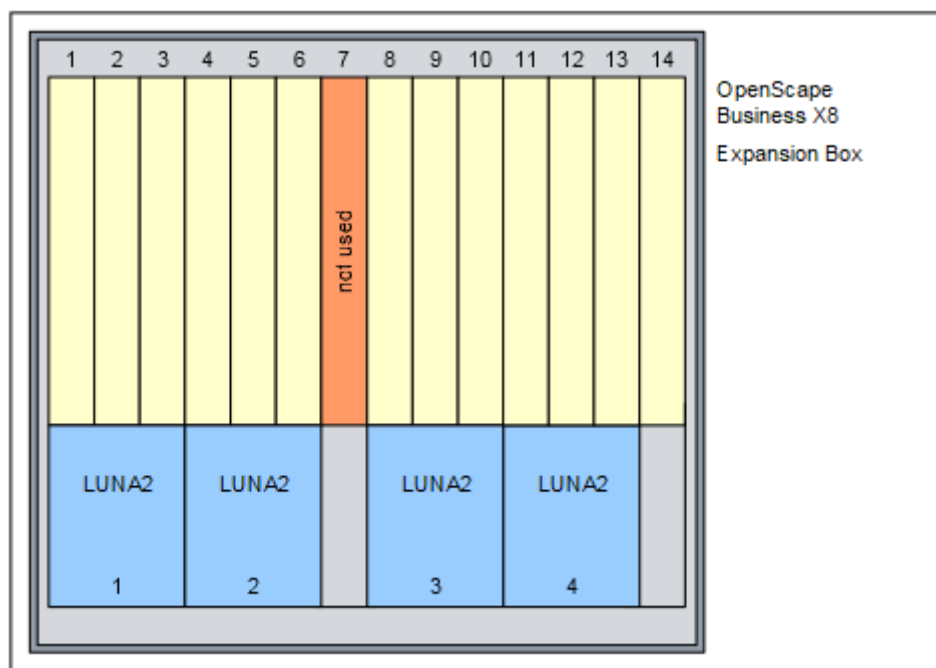 1 2 3 4 5 6 7 8 9 10 11 12 13 14
OpenScape
Business X8
Expansion Box
not used
LUNA2 LUNA2 LUNA2 LUNA2
1 2 3 4